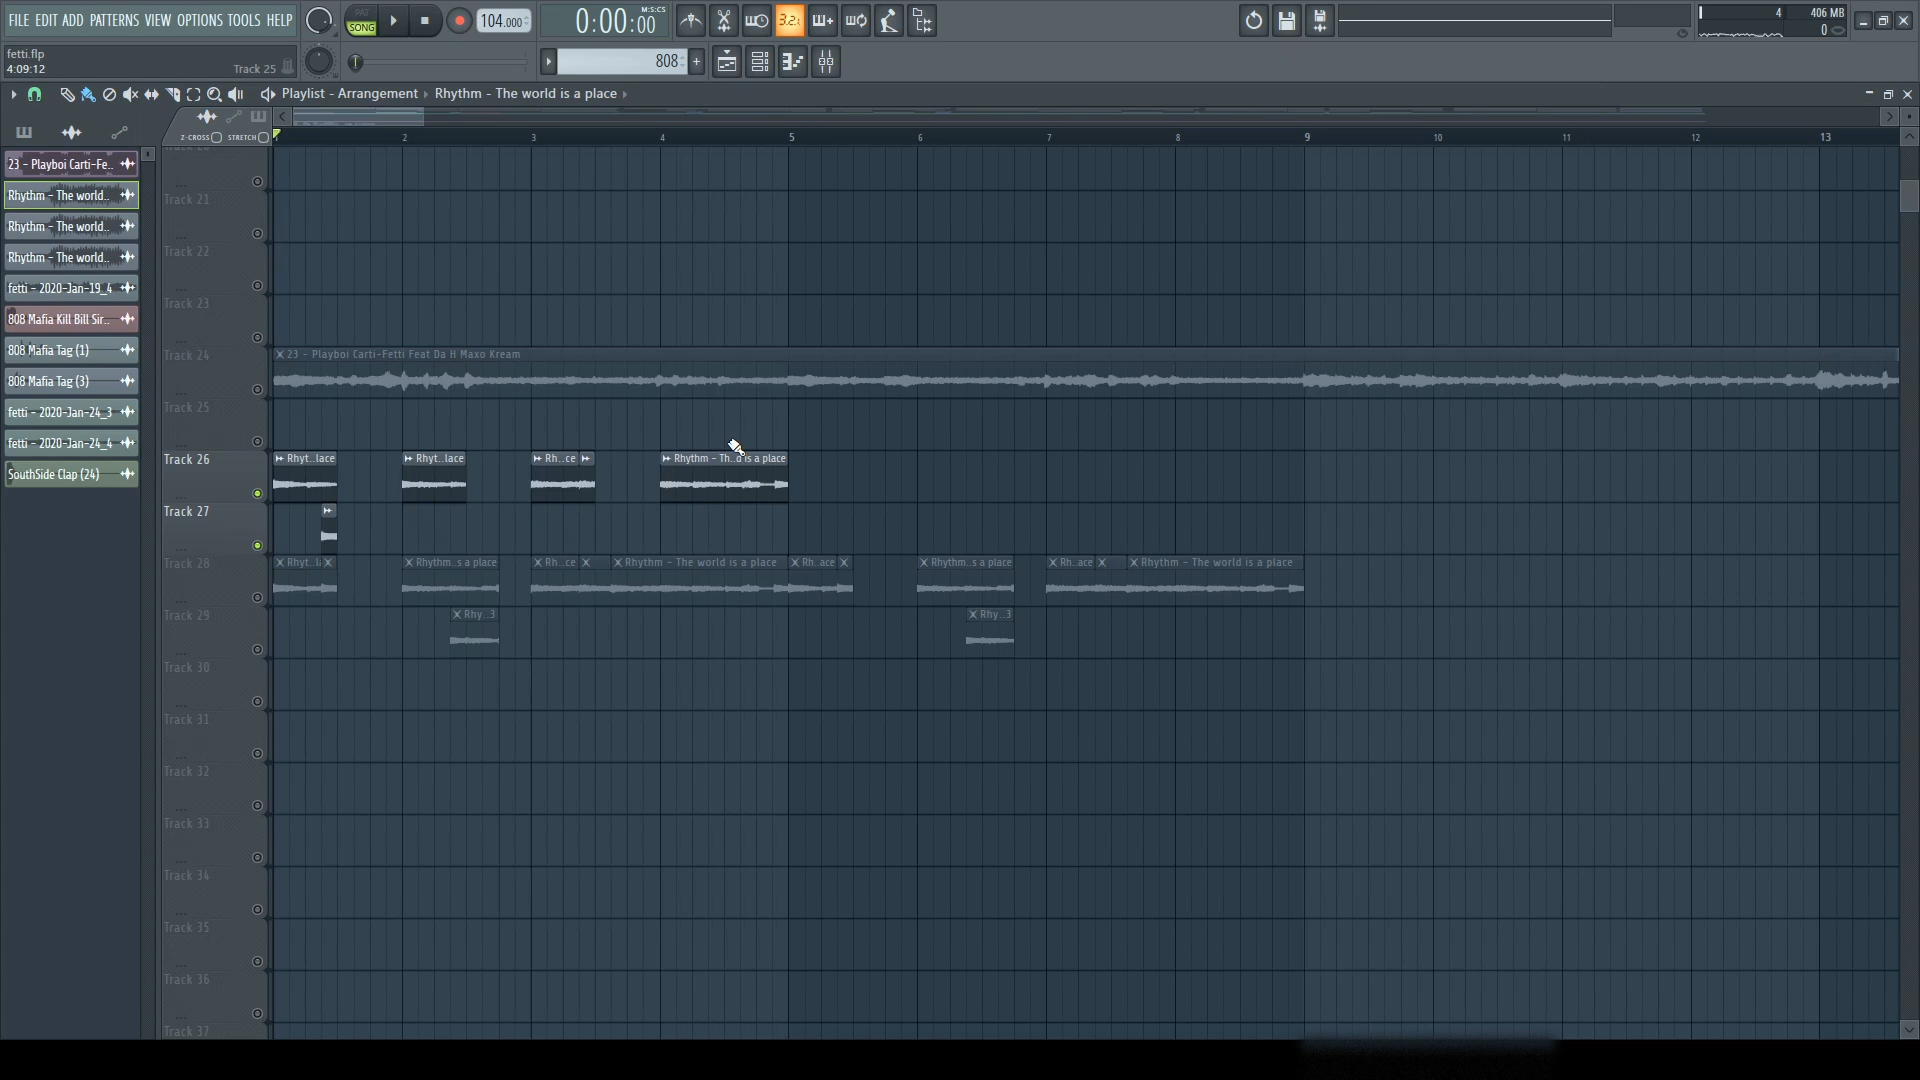 FILE EDIT ADD PATTERNS VIEW OPTIONS TOOLS HELP
PAT
SONG
104.000
0:00:00
M:S:CS
3.2.
4
406 MB
0
fetti.flp
4:09:12
Track 25
808
Playlist - Arrangement › Rhythm - The world is a place ›
Z-CROSS
STRETCH
2 3 4 5 6 7 8 9 10 11 12 13
23 - Playboi Carti-Fe..
Rhythm - The world..
Rhythm - The world..
Rhythm - The world..
fetti - 2020-Jan-19_4
808 Mafia Kill Bill Sir..
808 Mafia Tag (1)
808 Mafia Tag (3)
fetti - 2020-Jan-24_3
fetti - 2020-Jan-24_4
SouthSide Clap (24)
Track 21
Track 22
Track 23
Track 24
23 - Playboi Carti-Fetti Feat Da H Maxo Kream
Track 25
Track 26
Rhyt..lace
Rhyt..lace
Rh..ce
Rhythm - Th..d is a place
Track 27
Track 28
Rhyt..la
Rhythm..s a place
Rh..ce
Rhythm - The world is a place
Rh..ace
Rhythm..s a place
Rh..ace
Rhythm - The world is a place
Track 29
Rhy..3
Rhy..3
Track 30
Track 31
Track 32
Track 33
Track 34
Track 35
Track 36
Track 37